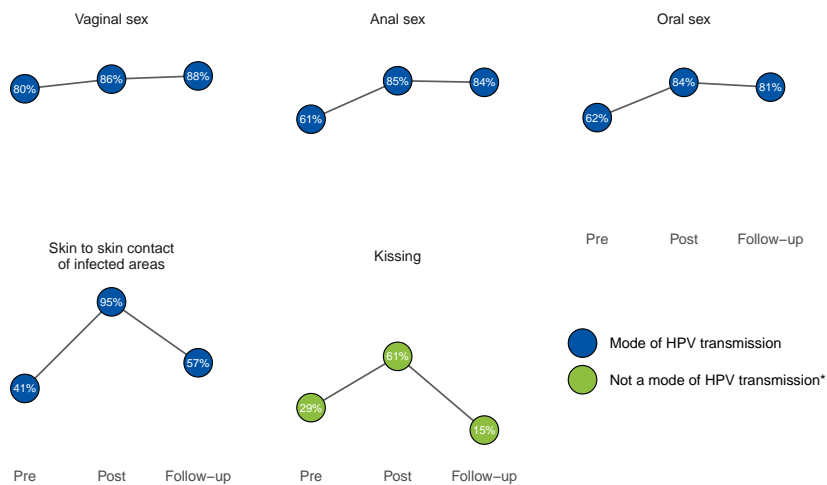 Vaginal sex
Anal sex
Oral sex
80%
86%
88%
61%
85%
84%
62%
84%
81%
Pre
Post
Follow−up
Skin to skin contact
of infected areas
Kissing
41%
95%
57%
29%
61%
15%
Mode of HPV transmission
Not a mode of HPV transmission*
Pre
Post
Follow−up
Pre
Post
Follow−up